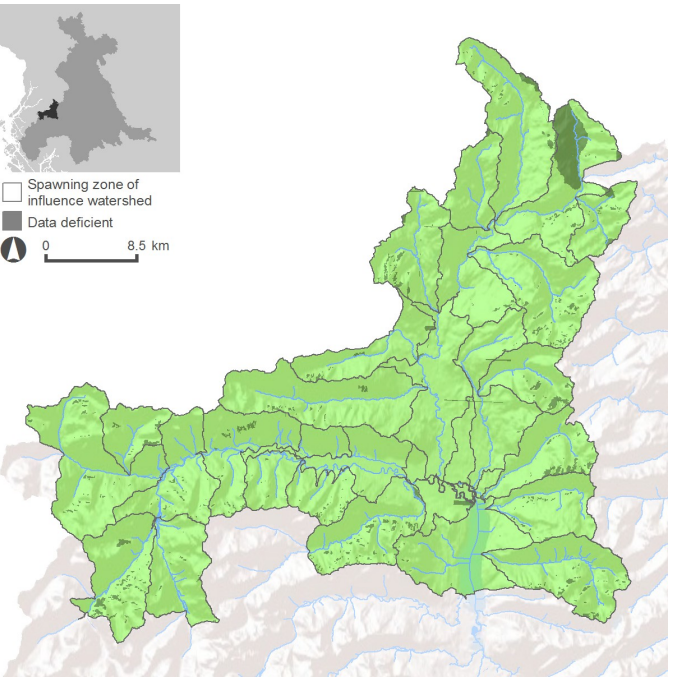 Spawning zone of
influence watershed
Data deficient
0 8.5 km